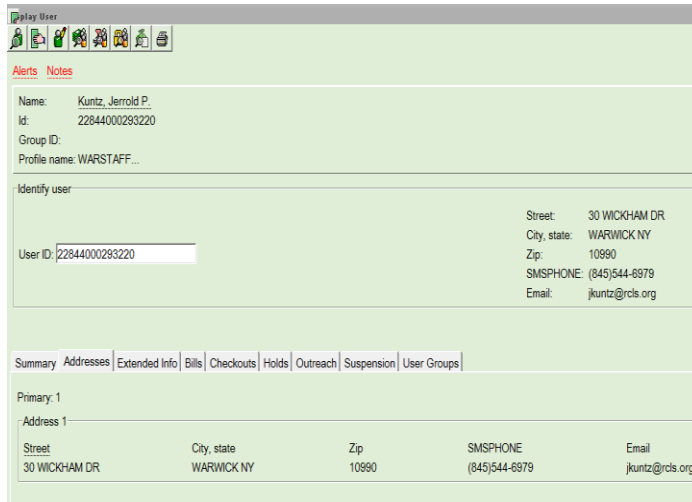 Display User
Alerts Notes
Name: Kuntz, Jerrold P.
Id: 22844000293220
Group ID:
Profile name: WARSTAFF...
Identify user
User ID: 22844000293220
Street: 30 WICKHAM DR
City, state: WARWICK NY
Zip: 10990
SMSPHONE: (845)544-6979
Email: jkuntz@rcls.org
Summary Addresses Extended Info Bills Checkouts Holds Outreach Suspension User Groups
Primary: 1
Address 1
Street City, state Zip SMSPHONE Email
30 WICKHAM DR WARWICK NY 10990 (845)544-6979 jkuntz@rcls.org